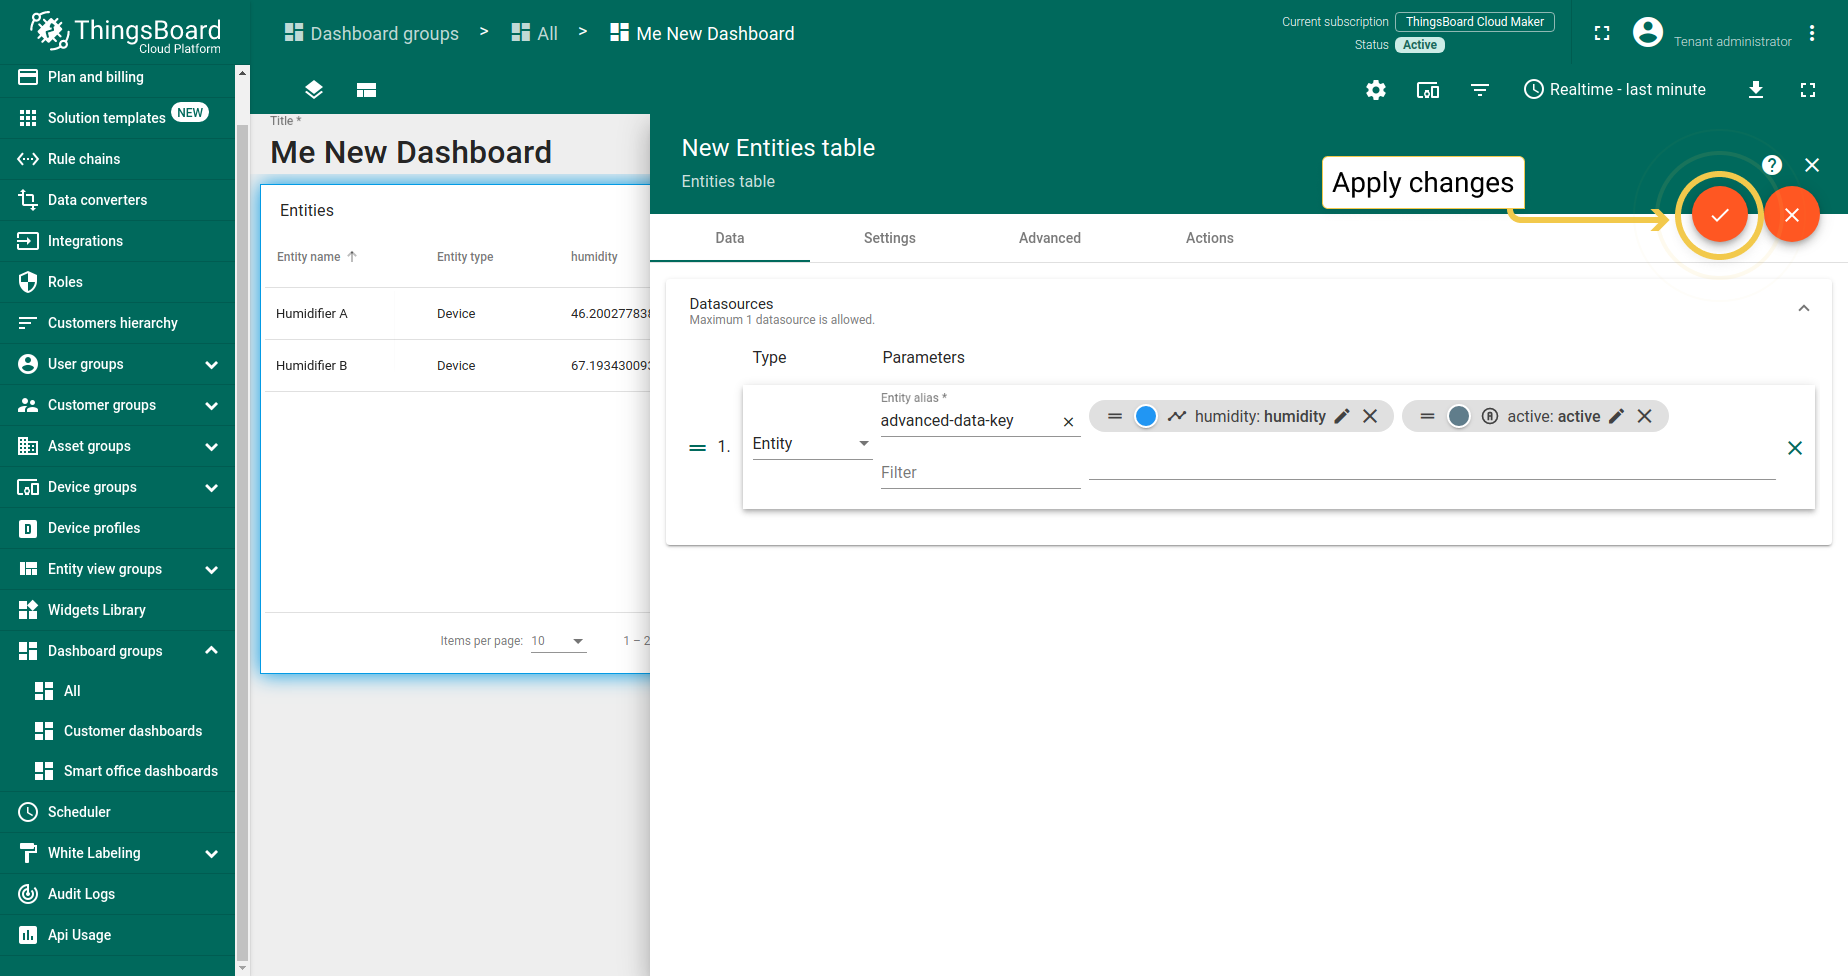 ThingsBoard
Cloud Platform
Plan and billing
Solution templates NEW
Rule chains
Data converters
Integrations
Roles
Customers hierarchy
User groups
Customer groups
Asset groups
Device groups
Device profiles
Entity view groups
Widgets Library
Dashboard groups
All
Customer dashboards
Smart office dashboards
Scheduler
White Labeling
Audit Logs
Api Usage
Dashboard groups > All > Me New Dashboard
Current subscription ThingsBoard Cloud Maker
Status Active
Tenant administrator
Realtime - last minute
Title *
Me New Dashboard
Entities
Entity name Entity type humidity
Humidifier A Device 46.20027783
Humidifier B Device 67.19343009
Items per page: 10 1 – 2
New Entities table
Entities table
Apply changes
Data Settings Advanced Actions
Datasources
Maximum 1 datasource is allowed.
Type Parameters
1.
Entity
Entity alias *
advanced-data-key
Filter
humidity: humidity
active: active